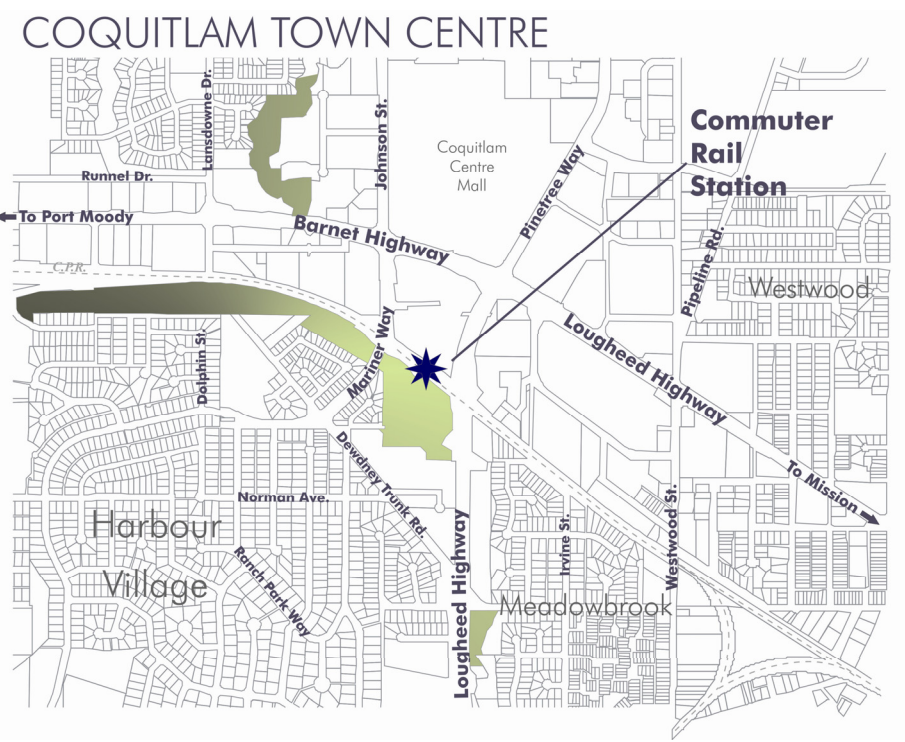 COQUITLAM TOWN CENTRE
Lansdowne Dr.
Johnson St.
Coquitlam
Centre
Mall
Pinetree Way
Commuter
Rail
Station
Runnel Dr.
To Port Moody
Barnet Highway
Pipeline Rd.
C.P.R.
Westwood
Dolphin St.
Mariner Way
Lougheed Highway
Dewdney Trunk Rd.
To Mission
Norman Ave.
Harbour
Village
Ranch Park Way
Lougheed Highway
Irvine St.
Westwood St.
Meadowbrook